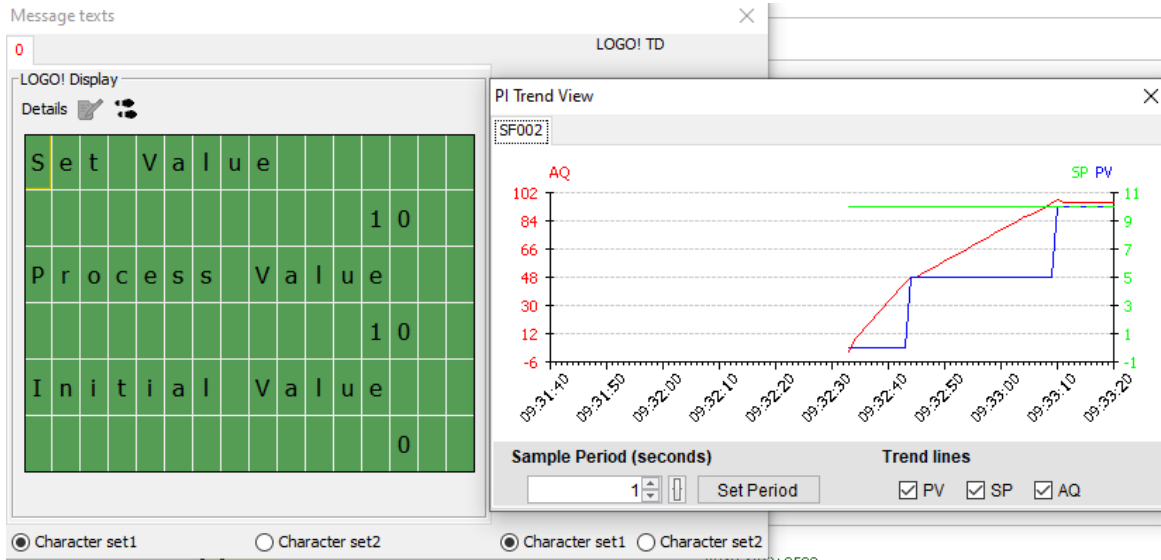 Message texts
0
LOGO! TD
LOGO! Display
Details
Set Value
10
Process Value
10
Initial Value
0
Character set1
Character set2
Character set1
Character set2
PI Trend View
SF002
AQ
SP PV
102
84
66
48
30
12
-6
11
9
7
5
3
1
-1
09:31:40
09:31:50
09:32:00
09:32:10
09:32:20
09:32:30
09:32:40
09:32:50
09:33:00
09:33:10
09:33:20
Sample Period (seconds)
1
Set Period
Trend lines
PV
SP
AQ